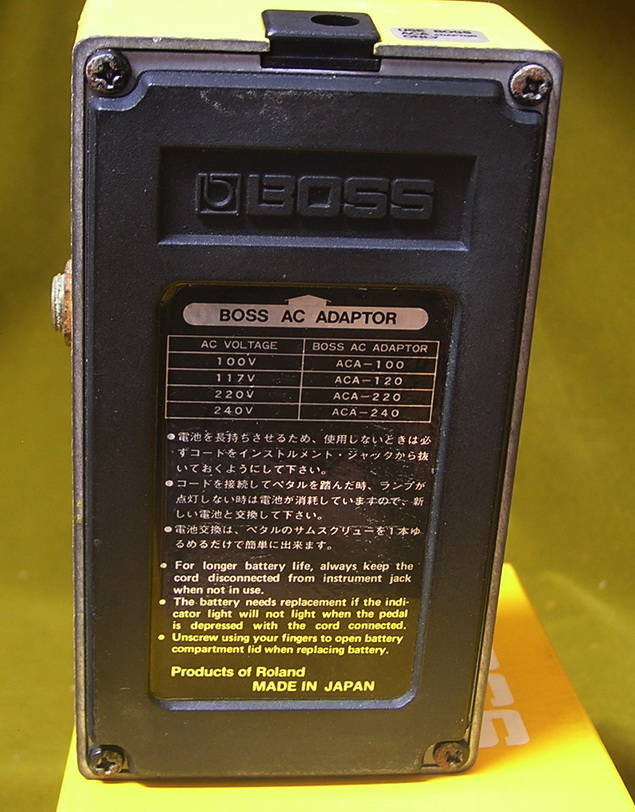 USE BOSS
ACA ADAPTOR
ONLY
BOSS
BOSS AC ADAPTOR
AC VOLTAGE BOSS AC ADAPTOR
100V ACA-100
117V ACA-120
220V ACA-220
240V ACA-240
●電池を長持ちさせるため、使用しないときは必
ずコードをインストルメント・ジャックから抜
いておくようにして下さい。
●コードを接続してペタルを踏んだ時、ランプが
点灯しない時は電池が消耗していますので、新
しい電池と交換して下さい。
●電池交換は、ペタルのサムスクリューを1本ゆ
るめるだけで簡単に出来ます。
● For longer battery life, always keep the
cord disconnected from instrument jack
when not in use.
● The battery needs replacement if the indi-
cator light will not light when the pedal
is depressed with the cord connected.
● Unscrew using your fingers to open battery
compartment lid when replacing battery.
Products of Roland
MADE IN JAPAN